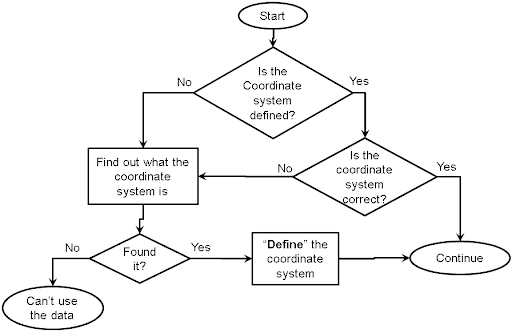 Start
Is the
Coordinate
system
defined?
No
Yes
Find out what the
coordinate
system is
No
Is the
coordinate
system
correct?
Yes
No
Found
it?
Yes
“Define” the
coordinate
system
Continue
Can’t use
the data